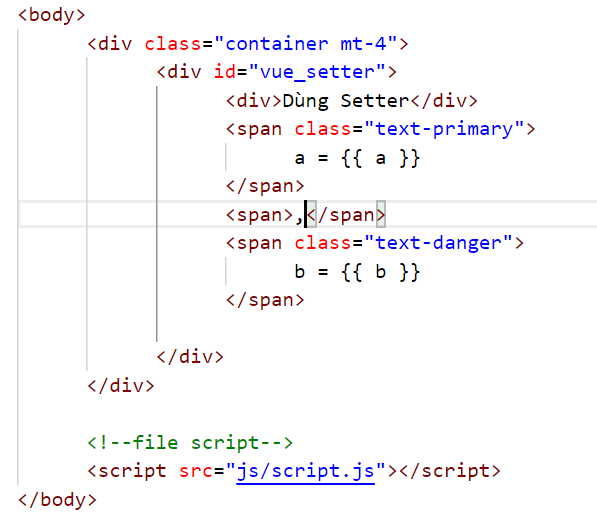 <body>
<div class="container mt-4">
<div id="vue_setter">
<div>Dùng Setter</div>
<span class="text-primary">
a = {{ a }}
</span>
<span>,</span>
<span class="text-danger">
b = {{ b }}
</span>
</div>
</div>
<!--file script-->
<script src="js/script.js"></script>
</body>